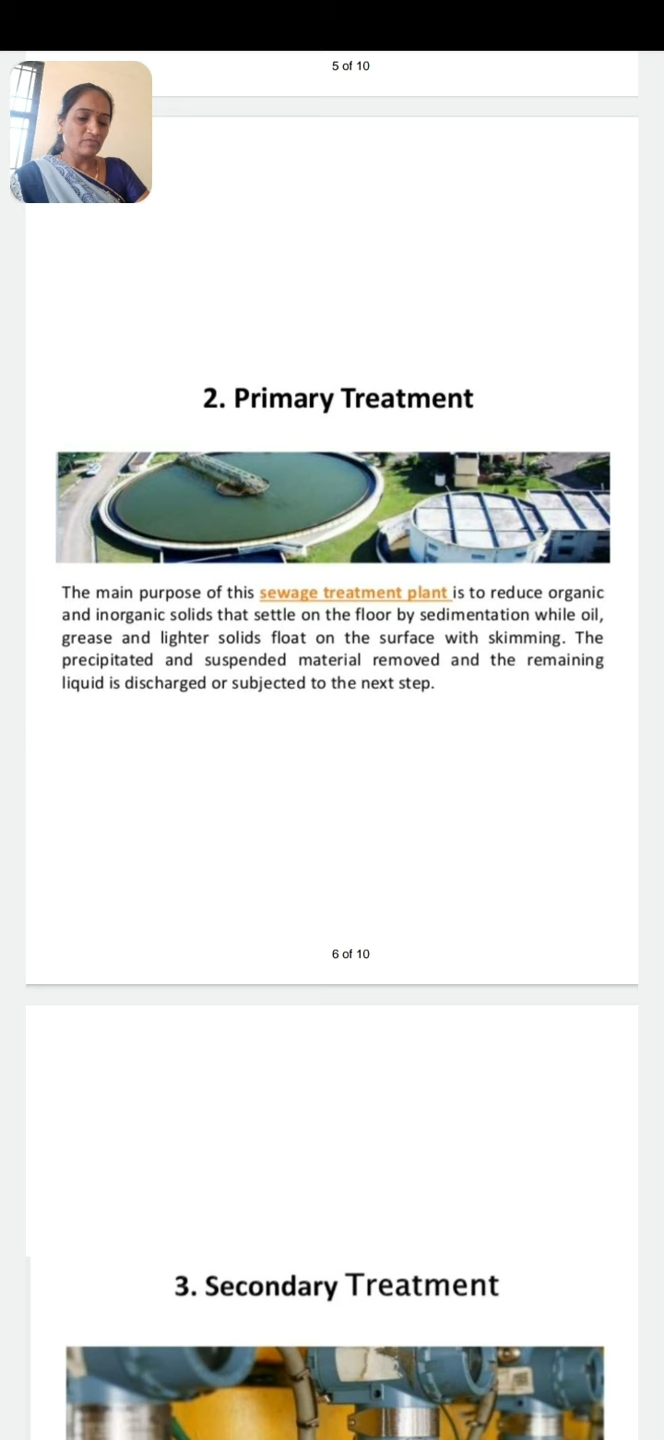 5 of 10
2. Primary Treatment
The main purpose of this sewage treatment plant is to reduce organic
and inorganic solids that settle on the floor by sedimentation while oil,
grease and lighter solids float on the surface with skimming. The
precipitated and suspended material removed and the remaining
liquid is discharged or subjected to the next step.
6 of 10
3. Secondary Treatment